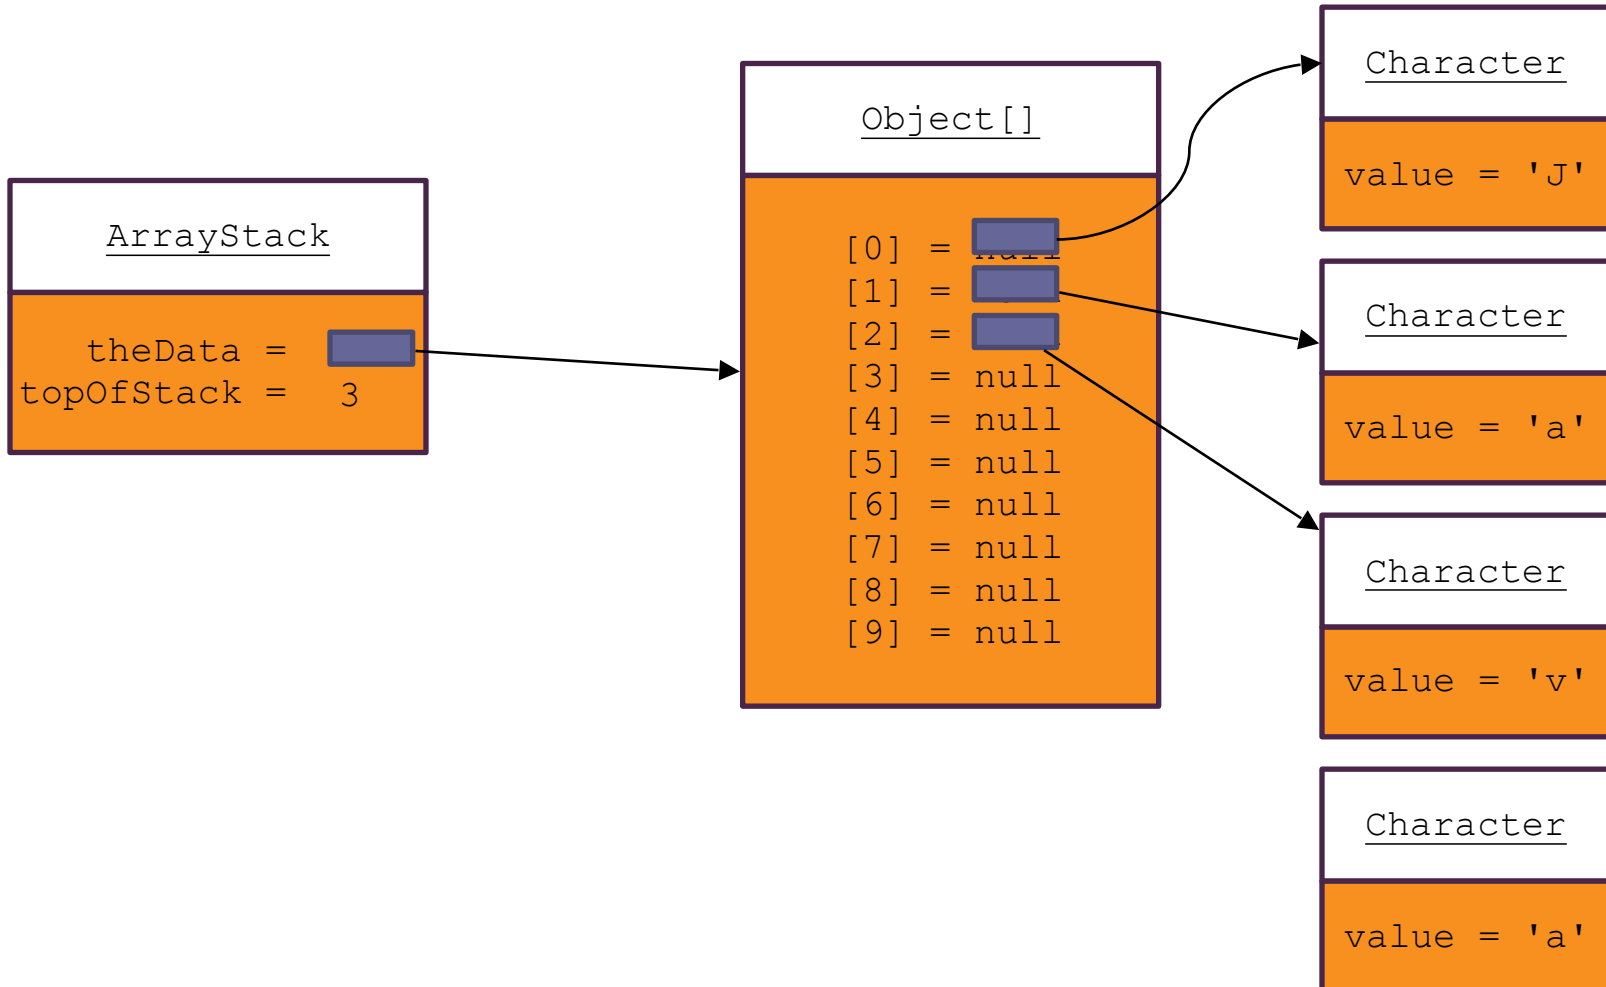 ArrayStack
theData =
topOfStack = 3
Object[]
[0] = null
[1] =
[2] =
[3] = null
[4] = null
[5] = null
[6] = null
[7] = null
[8] = null
[9] = null
Character
value = 'J'
Character
value = 'a'
Character
value = 'v'
Character
value = 'a'